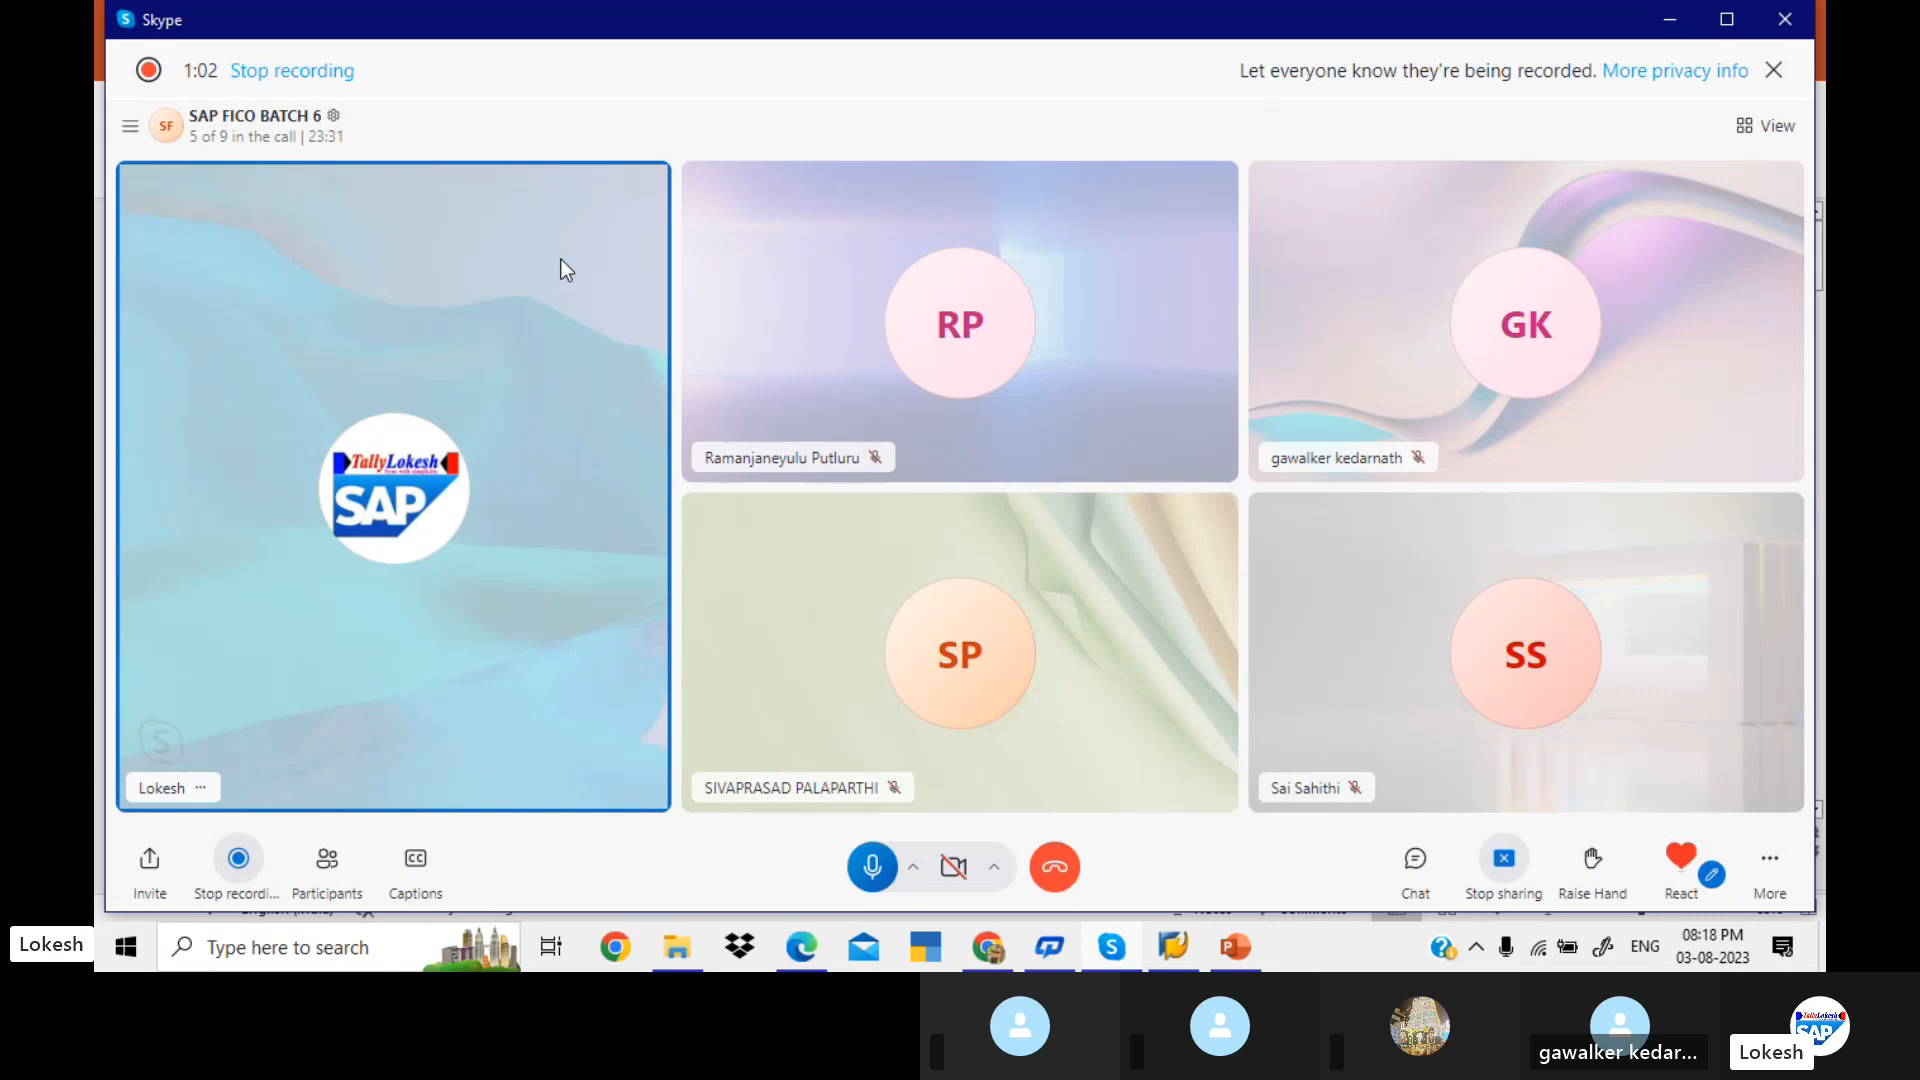 Skype
1:02 Stop recording
Let everyone know they're being recorded. More privacy info
SF
SAP FICO BATCH 6
5 of 9 in the call | 23:31
View
RP
GK
TallyLokesh
SAP
Ramanjaneyulu Putluru
gawalker kedarnath
SP
SS
Lokesh ...
SIVAPRASAD PALAPARTHI
Sai Sahithi
Invite
Stop recordi...
Participants
CC
Captions
Chat
Stop sharing
Raise Hand
React
More
Lokesh
Type here to search
ENG
08:18 PM
03-08-2023
gawalker kedar...
Lokesh
TallyLokesh
SAP